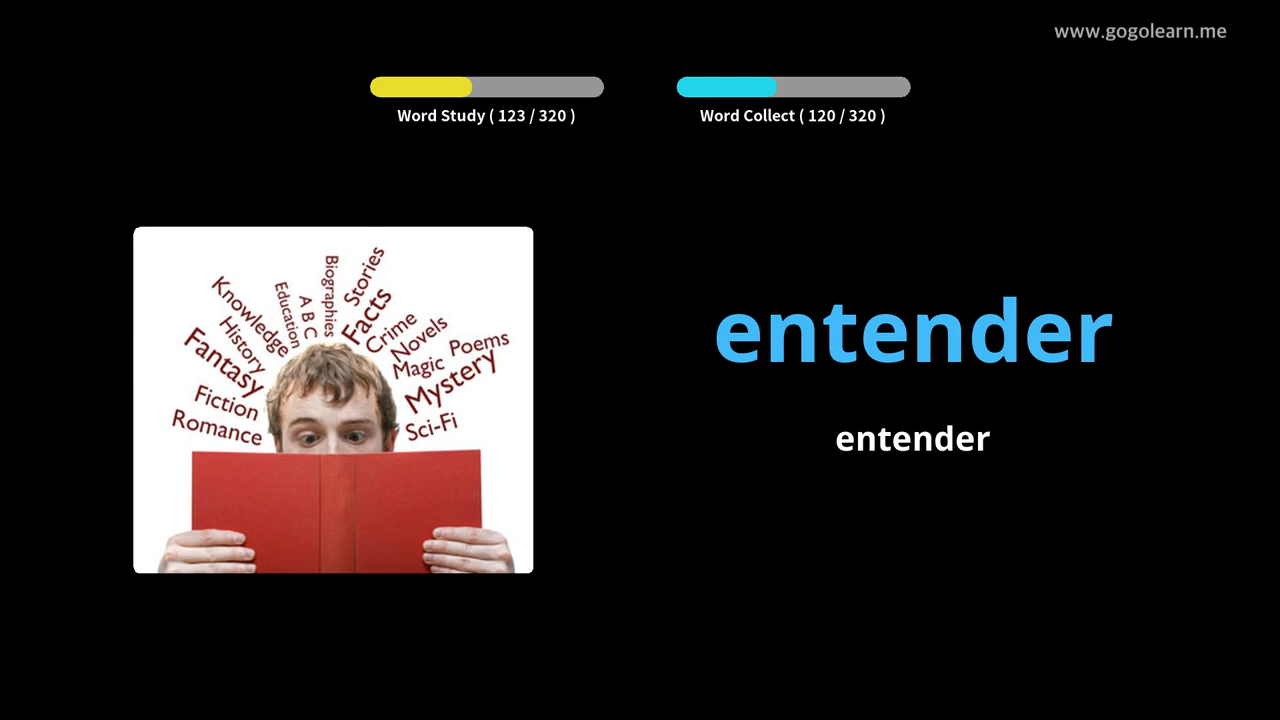 www.gogolearn.me
Word Study ( 123 / 320 )
Word Collect ( 120 / 320 )
Biographies
Stories
Education
A B C
Facts
Knowledge
Crime
Novels
History
Fantasy
Poems
Magic
Mystery
Fiction
Romance
Sci-Fi
entender
entender